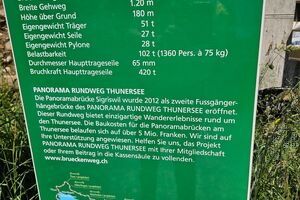 Breite Gehweg 1.20 m
Höhe über Grund 180 m
Eigengewicht Träger 51 t
Eigengewicht Seile 27 t
Eigengewicht Pylone 28 t
Belastbarkeit 102 t (1360 Pers. à 75 kg)
Durchmesser Haupttrageseile 65 mm
Bruchkraft Haupttrageseile 420 t
PANORAMA RUNDWEG THUNERSEE
Die Panoramabrücke Sigriswil wurde 2012 als zweite Fussgänger-
hängebrücke des PANORAMA RUNDWEG THUNERSEE eröffnet.
Dieser Rundweg bietet einzigartige Wandererlebnisse rund um
den Thunersee. Die Baukosten für die Panoramabrücken am
Thunersee belaufen sich auf über 5 Mio. Franken. Wir sind auf
Ihre Unterstützung angewiesen. Helfen Sie uns, das Projekt
PANORAMA RUNDWEG THUNERSEE mit Ihrer Mitgliedschaft
oder Ihrem Beitrag in die Kassensäule zu vollenden.
www.brueckenweg.ch